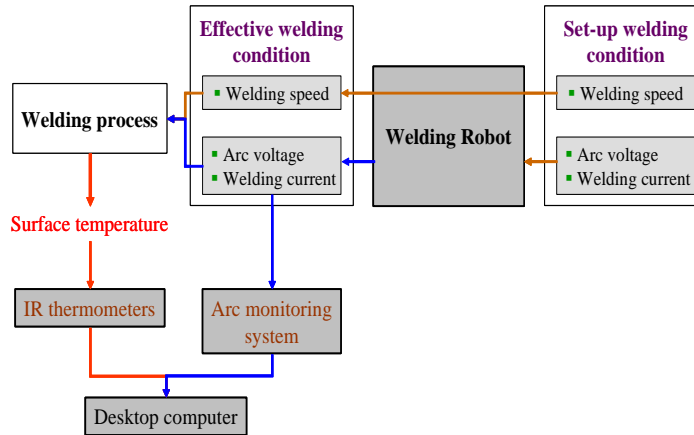 Effective welding
condition
Set-up welding
condition
Welding speed
Welding speed
Welding process
Welding Robot
Arc voltage
Welding current
Arc voltage
Welding current
Surface temperature
IR thermometers
Arc monitoring
system
Desktop computer